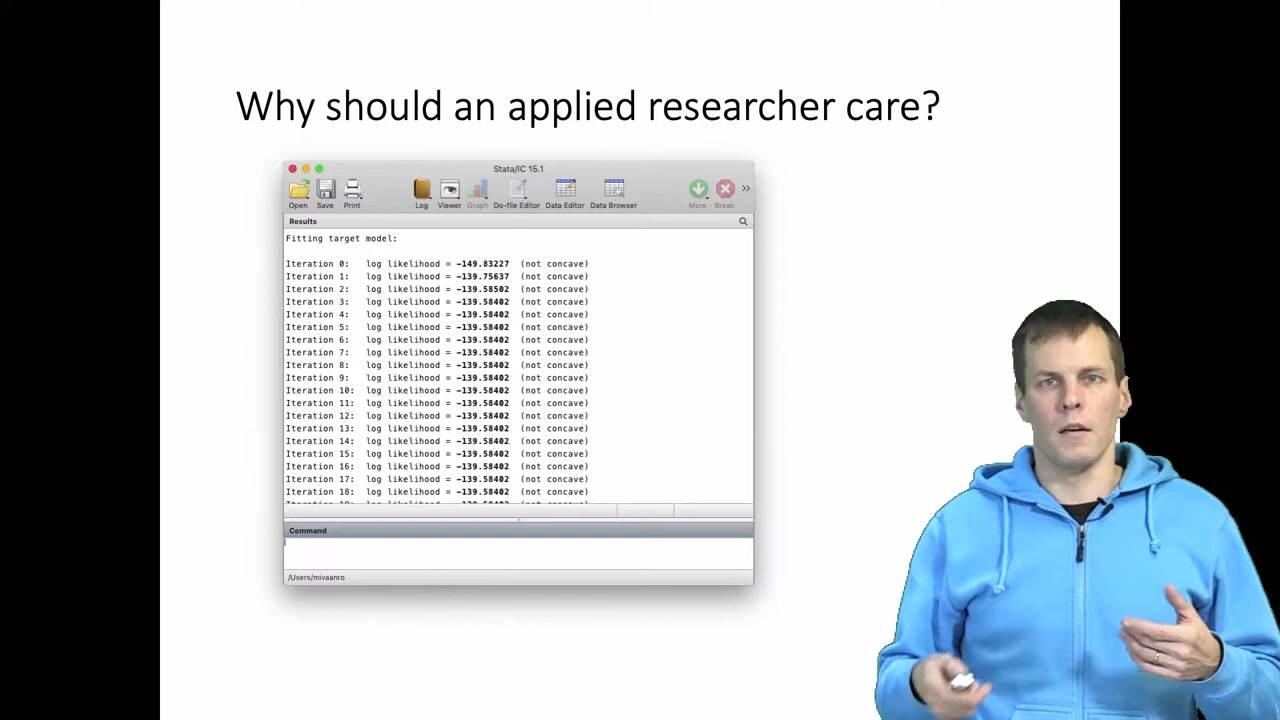 Why should an applied researcher care?
Stata/IC 15.1
Open Save Print Log Viewer Graph Do-file Editor Data Editor Data Browser More Break
Results
Fitting target model:
Iteration 0: log likelihood = -149.83227 (not concave)
Iteration 1: log likelihood = -139.75637 (not concave)
Iteration 2: log likelihood = -139.58502 (not concave)
Iteration 3: log likelihood = -139.58402 (not concave)
Iteration 4: log likelihood = -139.58402 (not concave)
Iteration 5: log likelihood = -139.58402 (not concave)
Iteration 6: log likelihood = -139.58402 (not concave)
Iteration 7: log likelihood = -139.58402 (not concave)
Iteration 8: log likelihood = -139.58402 (not concave)
Iteration 9: log likelihood = -139.58402 (not concave)
Iteration 10: log likelihood = -139.58402 (not concave)
Iteration 11: log likelihood = -139.58402 (not concave)
Iteration 12: log likelihood = -139.58402 (not concave)
Iteration 13: log likelihood = -139.58402 (not concave)
Iteration 14: log likelihood = -139.58402 (not concave)
Iteration 15: log likelihood = -139.58402 (not concave)
Iteration 16: log likelihood = -139.58402 (not concave)
Iteration 17: log likelihood = -139.58402 (not concave)
Iteration 18: log likelihood = -139.58402 (not concave)
Command
/Users/mivaanro